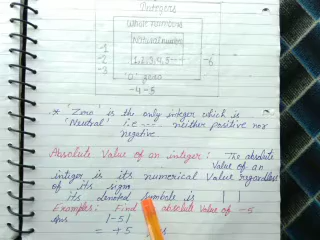 Integers
Whole numbers
Natural number
1,2,3,4,5---
-1
-2
-3
-6
'0' zero
-4 -5
* 'Zero' is the only integer which is
'Neutral' i.e --- neither positive nor
negative.
Absolute Value of an integer: The absolute
Value of an
integer is its numerical Value regardless
of its sign
its denoted symbole is | |
Example: Find absolute Value of -5
Ans |-5|
= +5